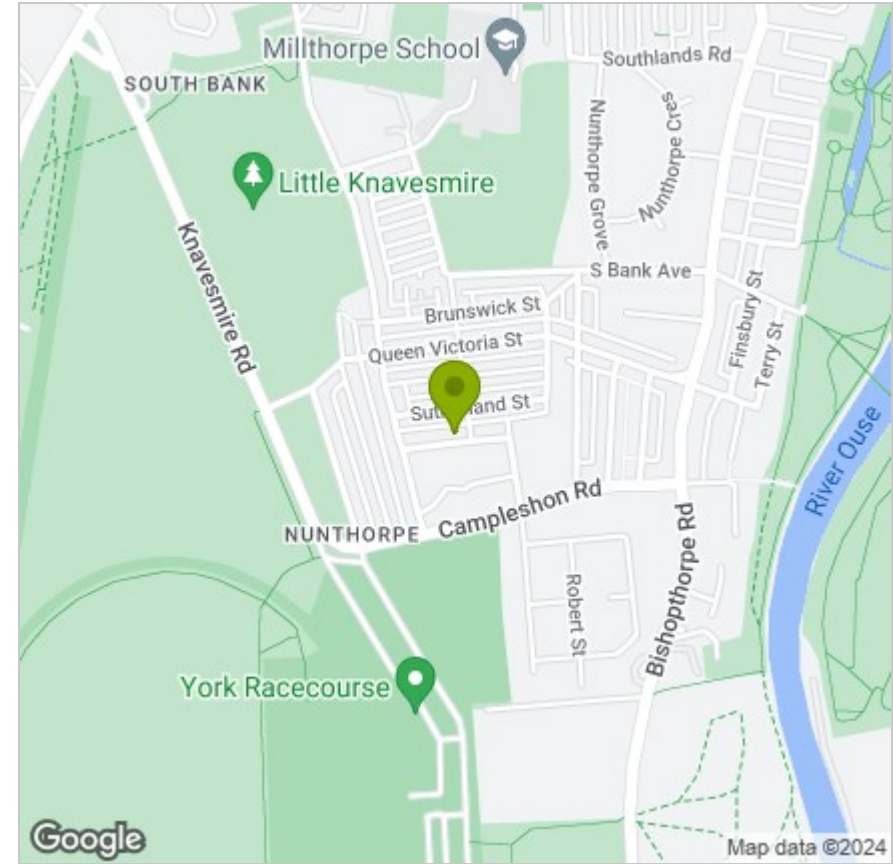 Millthorpe School
Southlands Rd
SOUTH BANK
Nunthorpe Cres
Nunthorpe Grove
Little Knavesmire
Knavesmire Rd
S Bank Ave
Brunswick St
Finsbury St
Terry St
Queen Victoria St
Sutherland St
River Ouse
Campleshon Rd
NUNTHORPE
Bishopthorpe Rd
Robert St
York Racecourse
Google
Map data ©2024